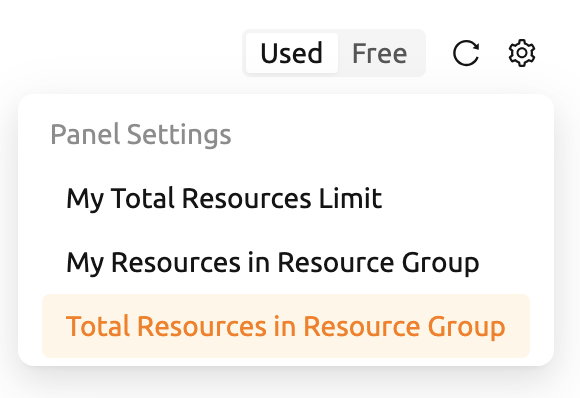 Used Free
Panel Settings
My Total Resources Limit
My Resources in Resource Group
Total Resources in Resource Group